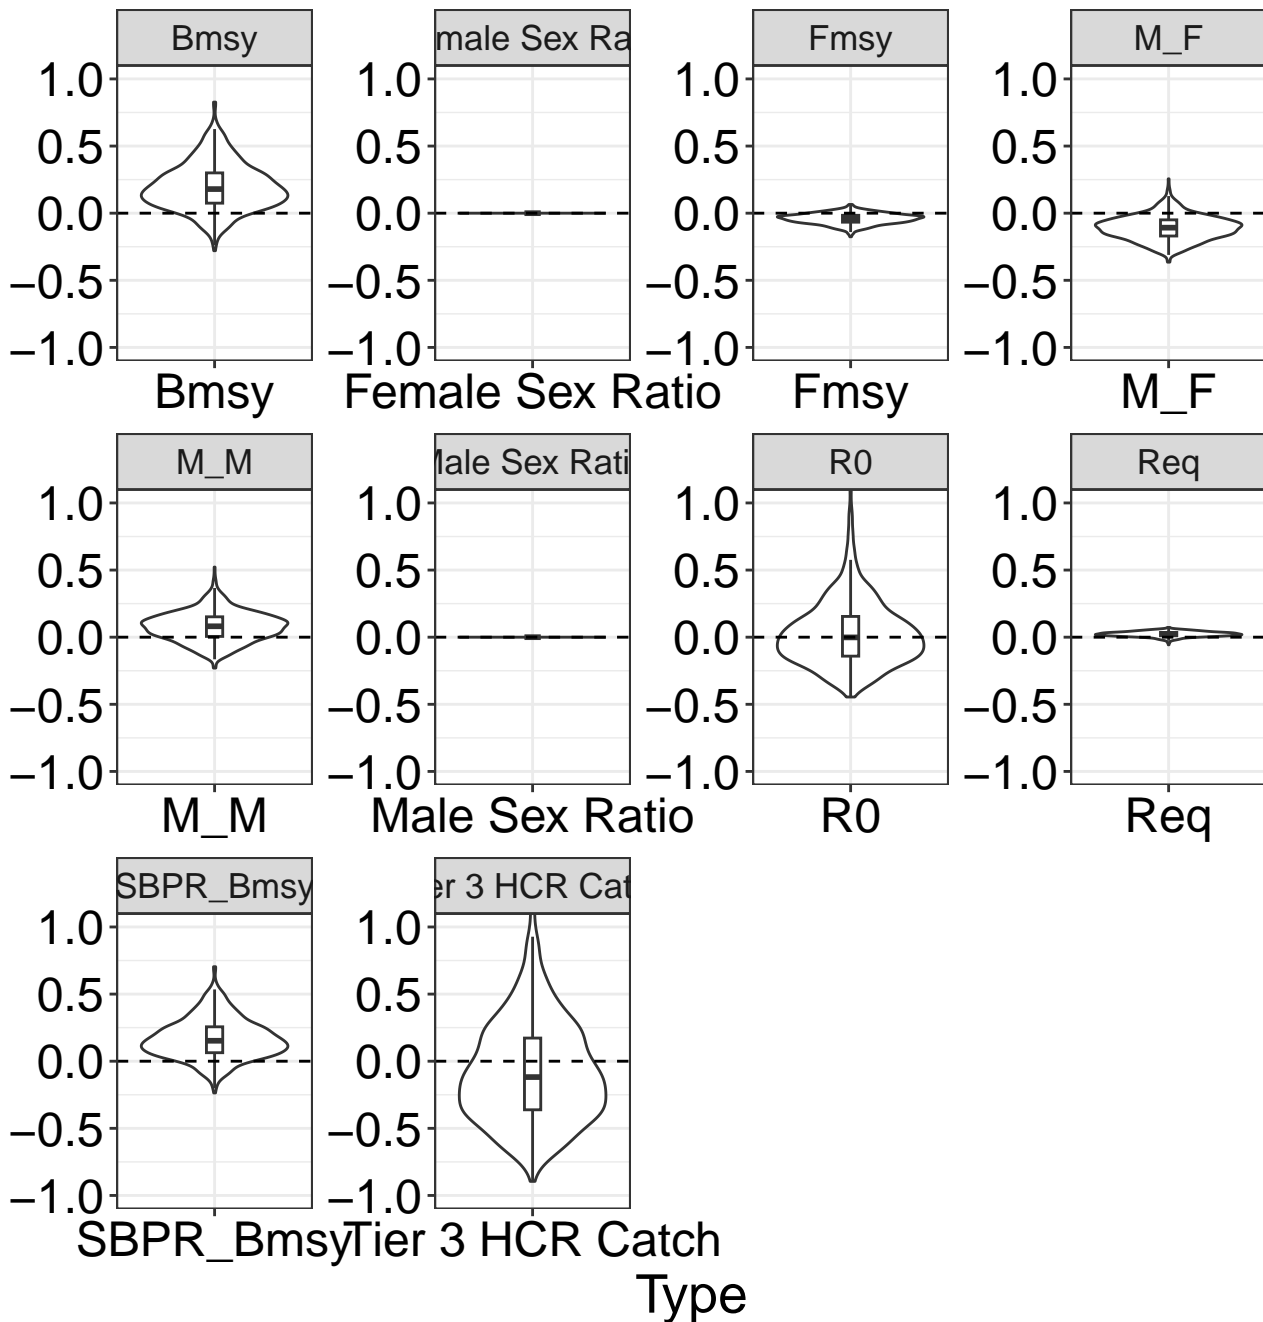 Bmsy male Sex Ra Fmsy M_F
1.0 1.0 1.0 1.0
0.5 0.5 0.5 0.5
0.0 0.0 0.0 0.0
−0.5 −0.5 −0.5 −0.5
−1.0 −1.0 −1.0 −1.0
Bmsy Female Sex Ratio Fmsy M_F
M_M Male Sex Rati R0 Req
1.0 1.0 1.0 1.0
0.5 0.5 0.5 0.5
0.0 0.0 0.0 0.0
−0.5 −0.5 −0.5 −0.5
−1.0 −1.0 −1.0 −1.0
M_M Male Sex Ratio R0 Req
SBPR_Bmsy er 3 HCR Cat
1.0 1.0
0.5 0.5
0.0 0.0
−0.5 −0.5
−1.0 −1.0
SBPR_Bmsy Tier 3 HCR Catch
Type